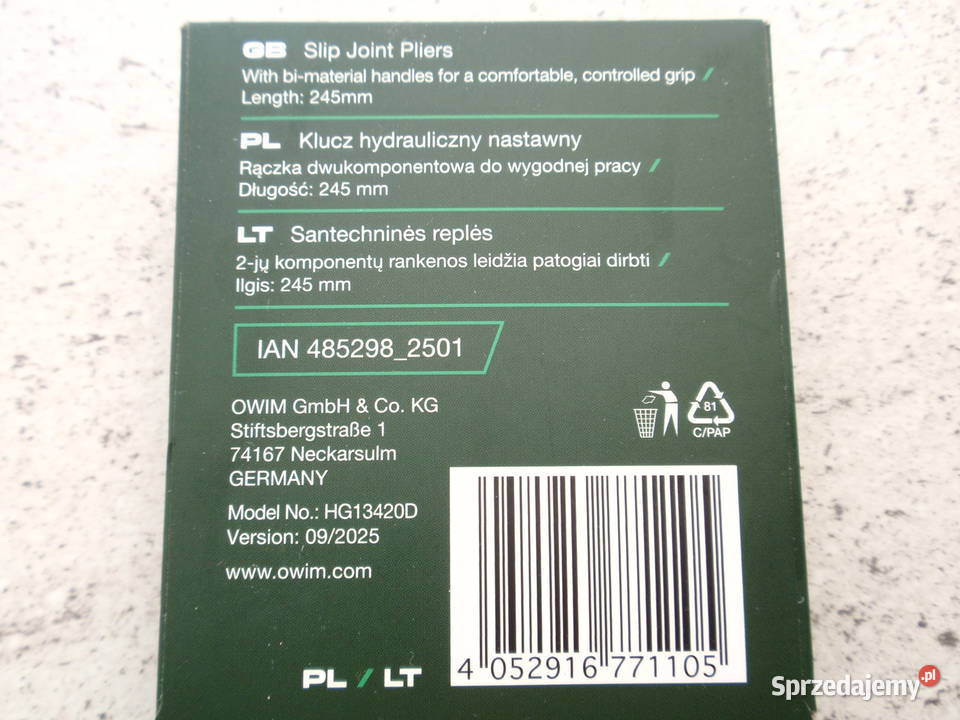 GB Slip Joint Pliers
With bi-material handles for a comfortable, controlled grip /
Length: 245mm
PL Klucz hydrauliczny nastawny
Rączka dwukomponentowa do wygodnej pracy /
Długość: 245 mm
LT Santechninės replės
2-jų komponentų rankenos leidžia patogiai dirbti /
Ilgis: 245 mm
IAN 485298_2501
OWIM GmbH & Co. KG
Stiftsbergstraße 1
74167 Neckarsulm
GERMANY
Model No.: HG13420D
Version: 09/2025
www.owim.com
81
C/PAP
4 052916 771105
PL / LT
Sprzedajemy.pl